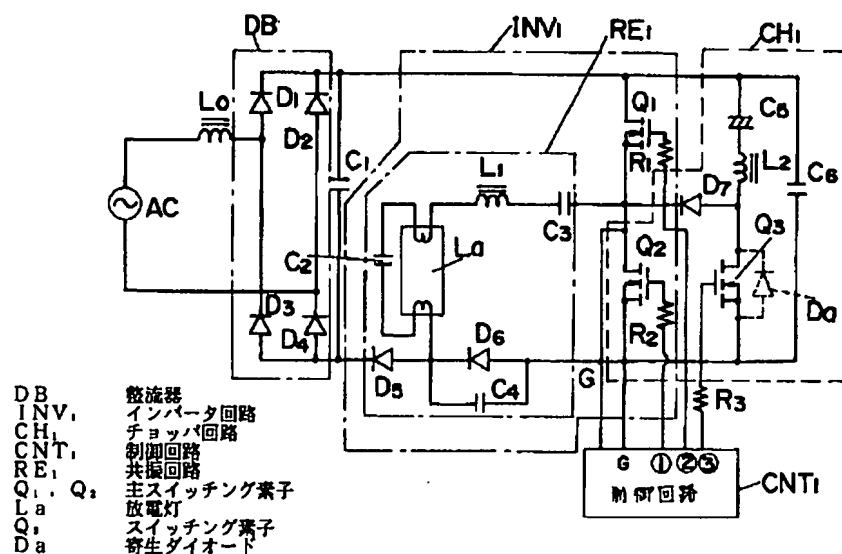 DB INV₁ RE₁ CH₁
L₀ D₁ D₂ C₁ Q₁ C₅
L₁ R₁ L₂ D₇ C₆
AC C₃ Q₂ Q₃
C₂ La
D₃ D₄ D₆ R₂ Da
D₅ C₄ G R₃
G ① ② ③
制御回路 CNT₁
DB 整流器
INV₁ インバータ回路
CH₁ チョッパ回路
CNT₁ 制御回路
RE₁ 共振回路
Q₁、Q₂ 主スイッチング素子
La 放電灯
Q₃ スイッチング素子
Da 寄生ダイオード